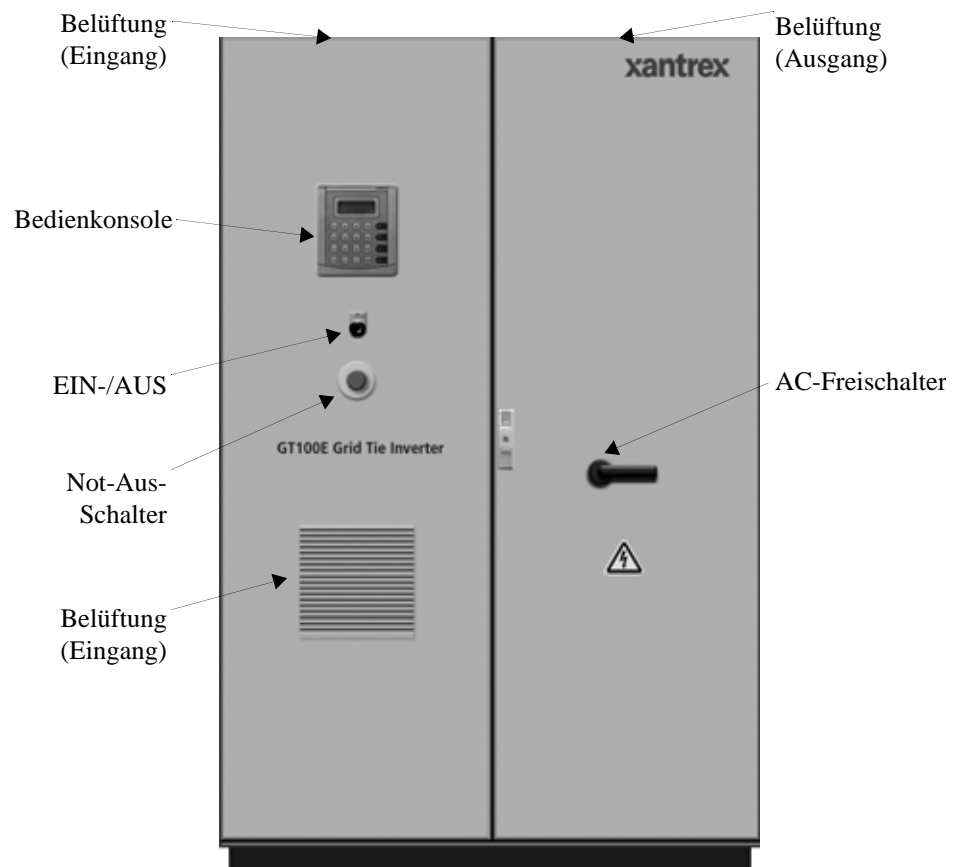 Belüftung
(Eingang)
Belüftung
(Ausgang)
xantrex
Bedienkonsole
EIN-/AUS
AC-Freischalter
GT100E Grid Tie Inverter
Not-Aus-
Schalter
Belüftung
(Eingang)